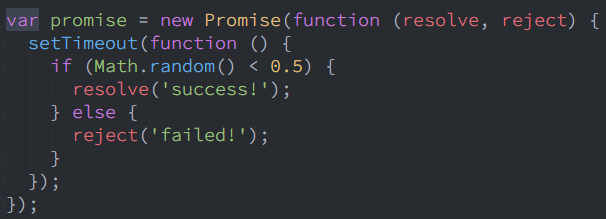 var promise = new Promise(function (resolve, reject) {
  setTimeout(function () {
    if (Math.random() < 0.5) {
      resolve('success!');
    } else {
      reject('failed!');
    }
  });
});